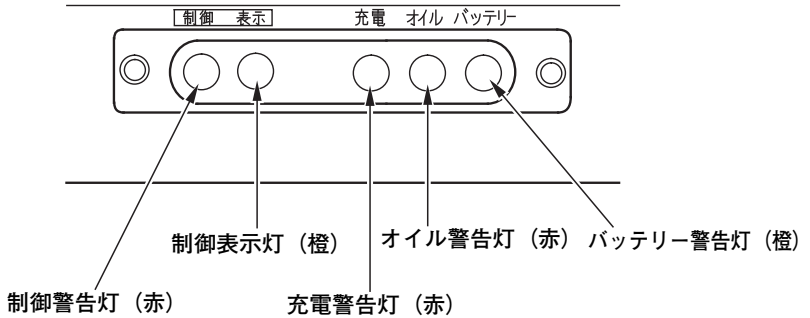 制御 表示 充電 オイル バッテリー
制御表示灯（橙） オイル警告灯（赤） バッテリー警告灯（橙）
制御警告灯（赤） 充電警告灯（赤）